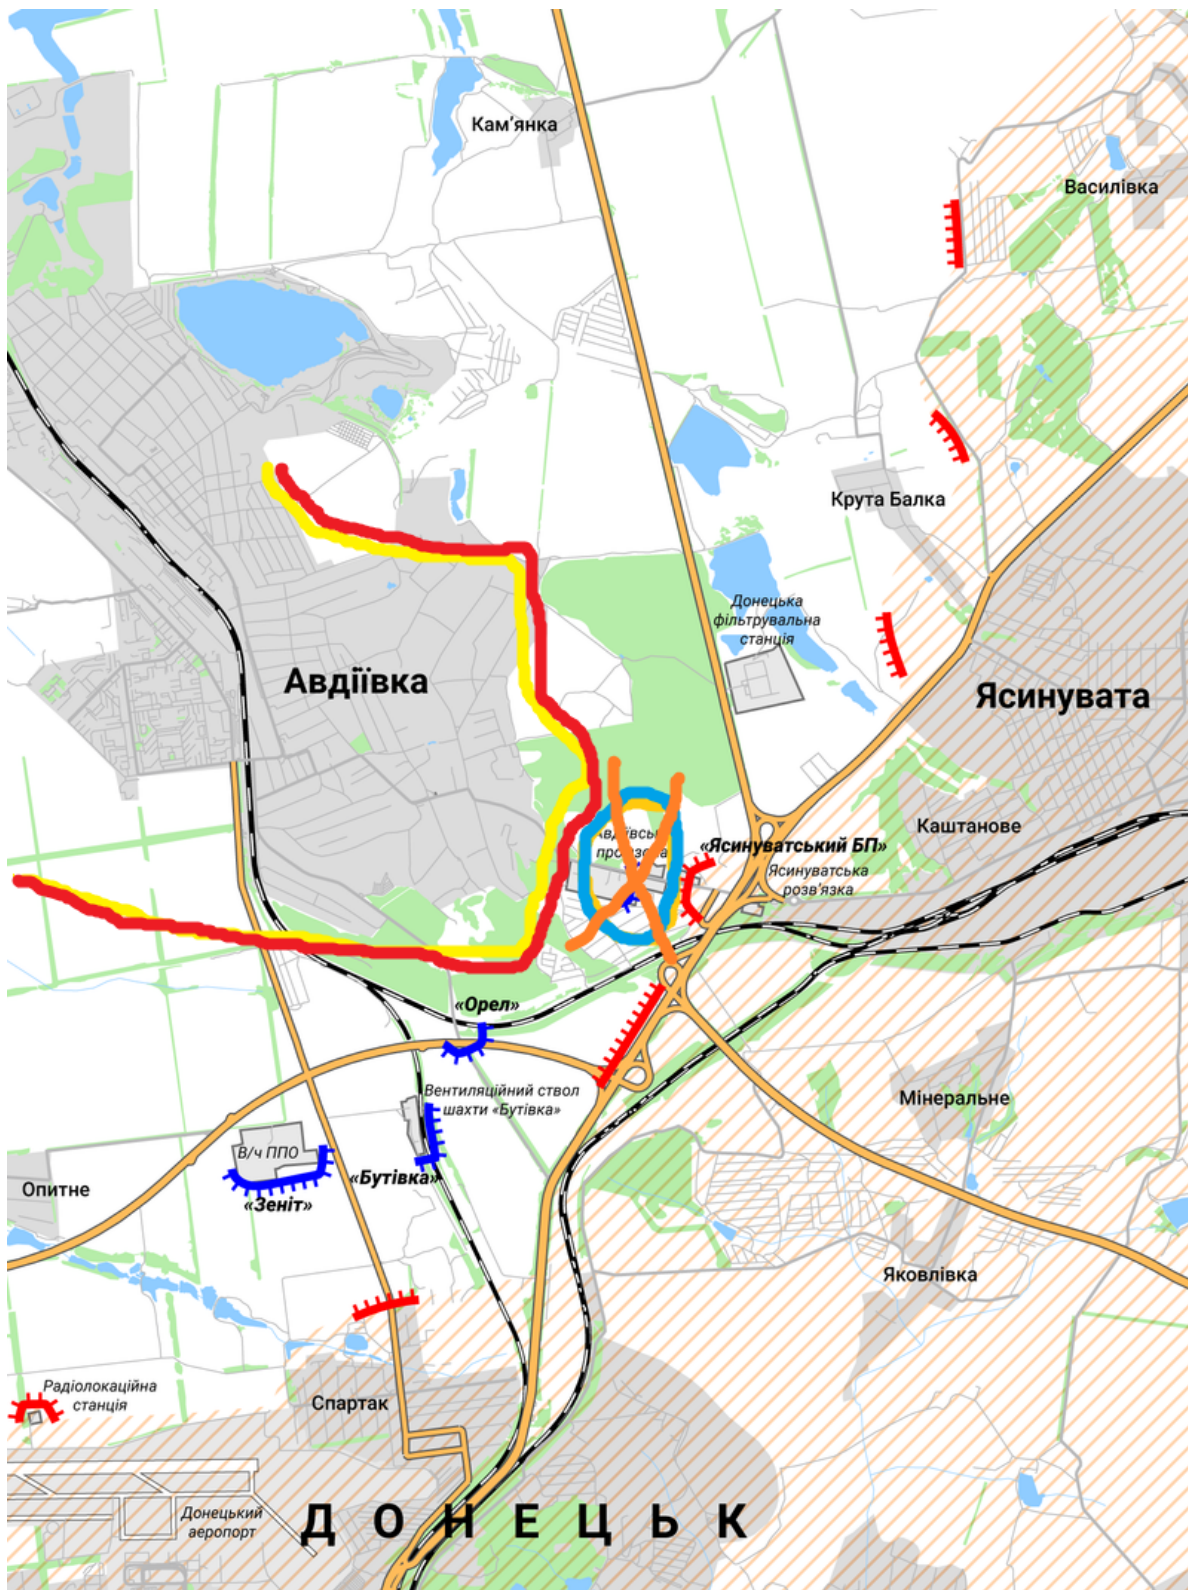 Кам'янка
Василівка
Крута Балка
Донецька
фільтрувальна
станція
Авдіївка
Ясинувата
Каштанове
«Ясинуватський БП»
Ясинуватська
розв'язка
«Орел»
Вентиляційний ствол
шахти «Бутівка»
Мінеральне
В/ч ППО
«Бутівка»
Опитне
«Зеніт»
Яковлівка
Радіолокаційна
станція
Спартак
Донецький
аеропорт
ДОНЕЦЬК